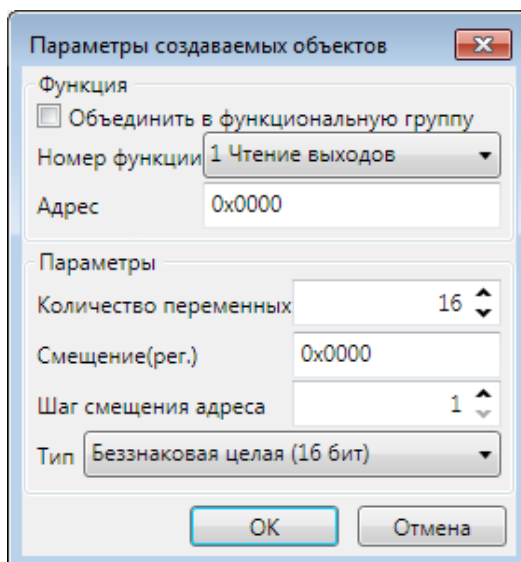 Параметры создаваемых объектов
Функция
Объединить в функциональную группу
Номер функции 1 Чтение выходов
Адрес 0x0000
Параметры
Количество переменных 16
Смещение(рег.) 0x0000
Шаг смещения адреса 1
Тип Беззнаковая целая (16 бит)
OK Отмена